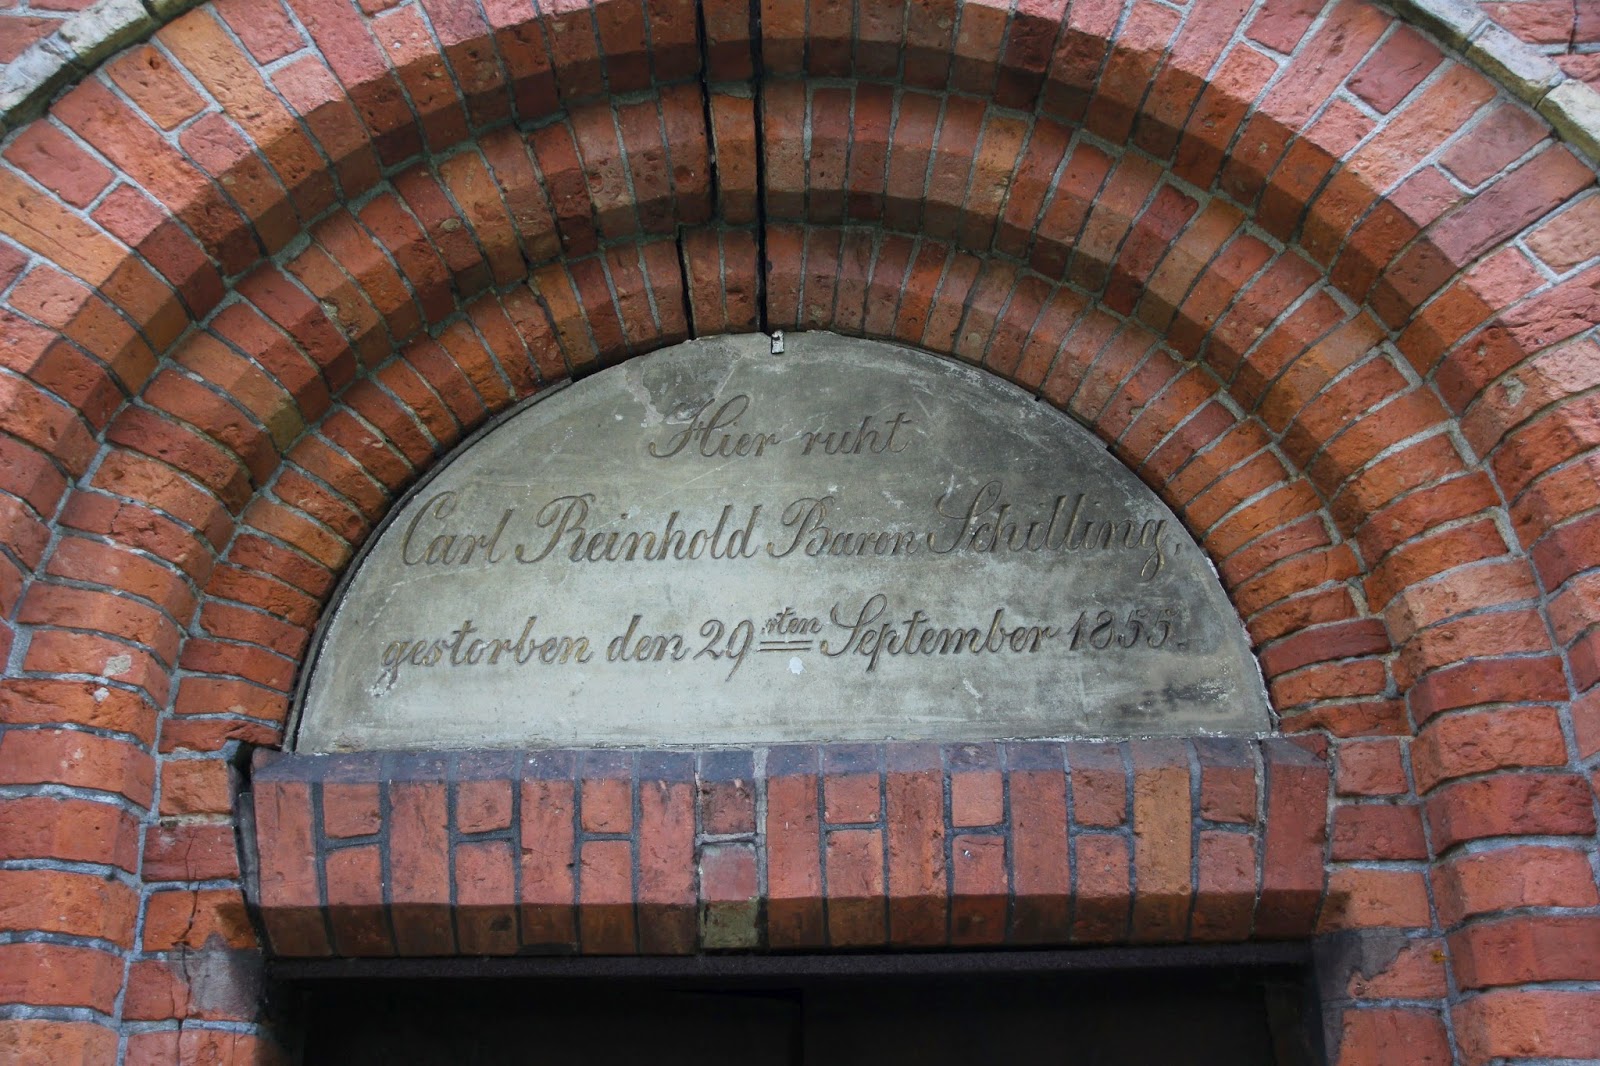 Hier ruht
Carl Reinhold Baron Schilling,
gestorben den 29sten September 1855.